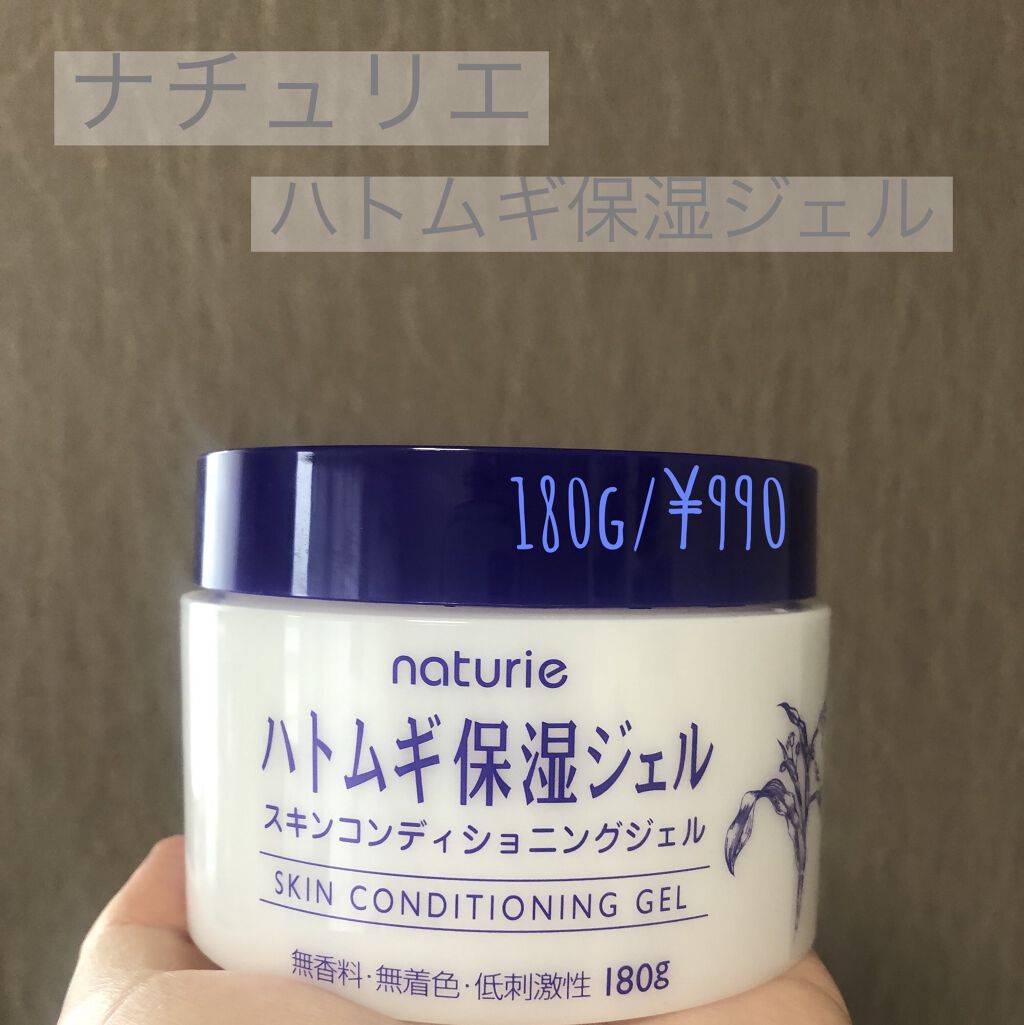 ナチュリエ
ハトムギ保湿ジェル
180G/¥990
naturie
ハトムギ保湿ジェル
スキンコンディショニングジェル
SKIN CONDITIONING GEL
無香料・無着色・低刺激性 180g